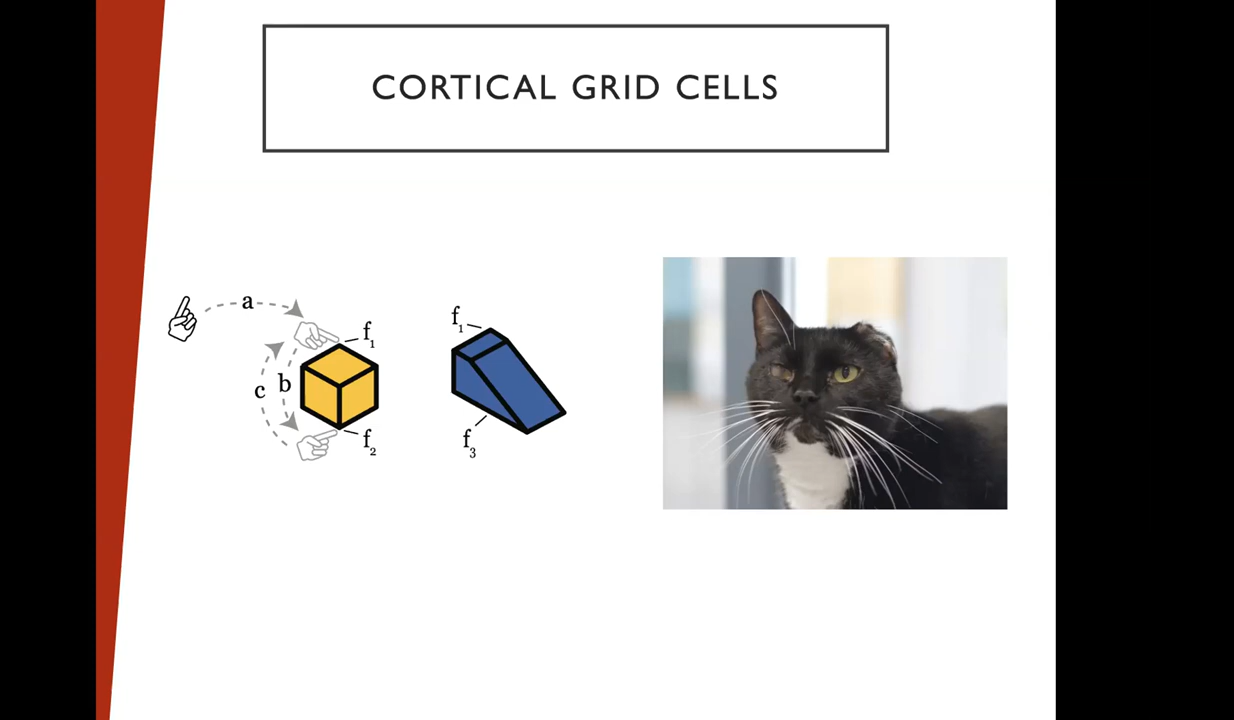 CORTICAL GRID CELLS
a
f₁
c
b
f₂
f₁
f₃